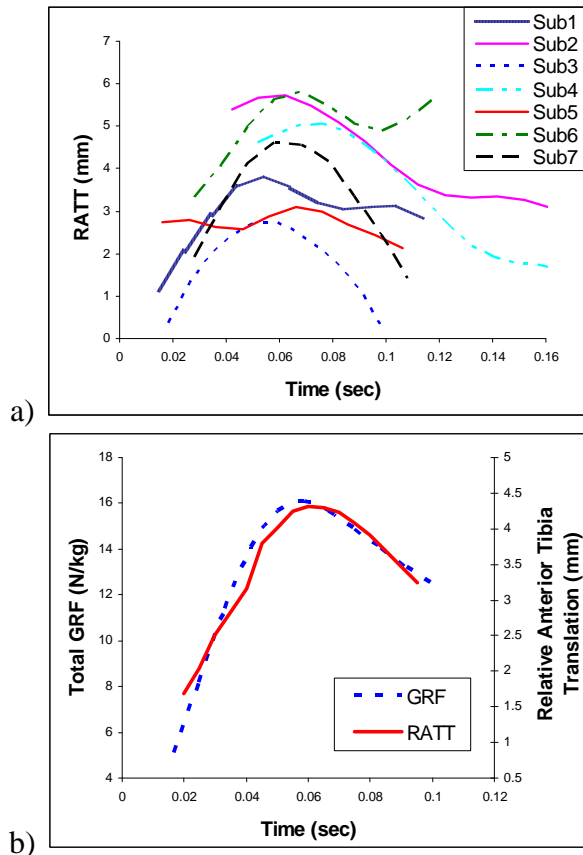 Sub1
Sub2
Sub3
Sub4
Sub5
Sub6
Sub7
7
6
5
4
3
2
1
0
RATT (mm)
0 0.02 0.04 0.06 0.08 0.1 0.12 0.14 0.16
Time (sec)
a)
18
16
14
12
10
8
6
4
Total GRF (N/kg)
5
4.5
4
3.5
3
2.5
2
1.5
1
0.5
Relative Anterior Tibia
Translation (mm)
GRF
RATT
0 0.02 0.04 0.06 0.08 0.1 0.12
Time (sec)
b)